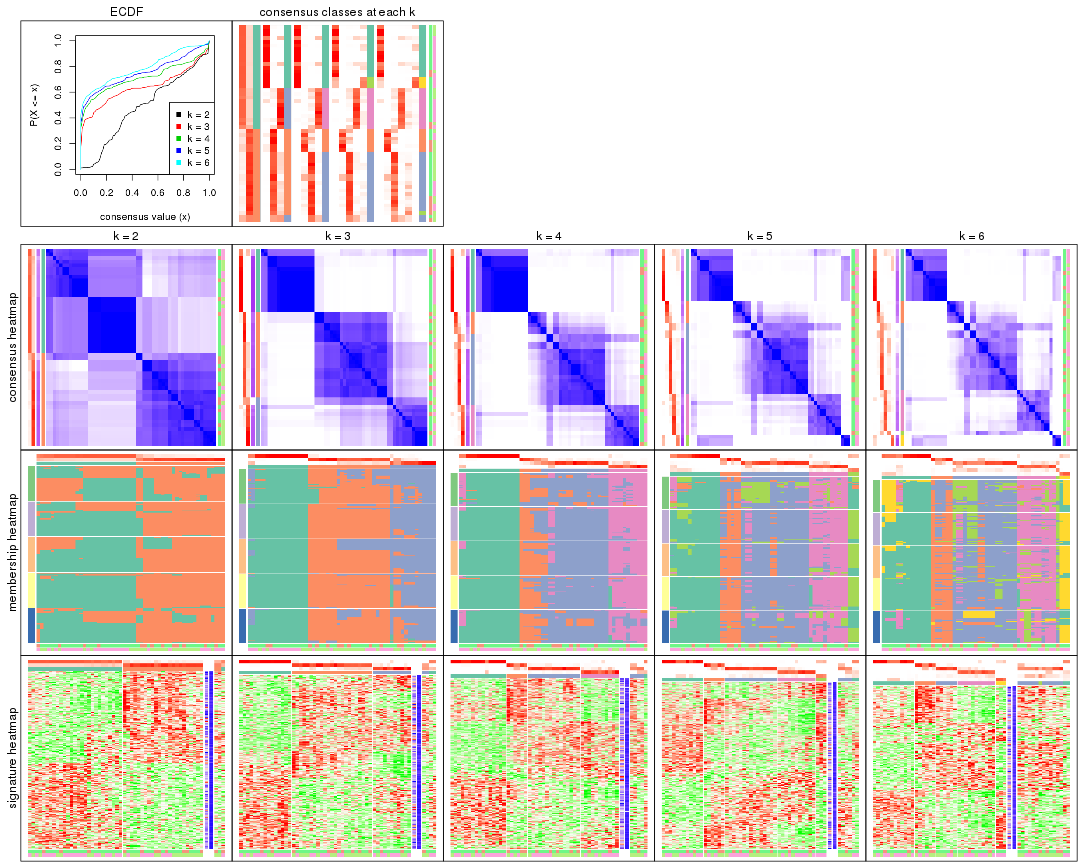 ECDF
consensus classes at each k
P(X <= x)
1.0
0.8
0.6
0.4
0.2
0.0
k = 2
k = 3
k = 4
k = 5
k = 6
0.0 0.2 0.4 0.6 0.8 1.0
consensus value (x)
k = 2
k = 3
k = 4
k = 5
k = 6
consensus heatmap
membership heatmap
signature heatmap